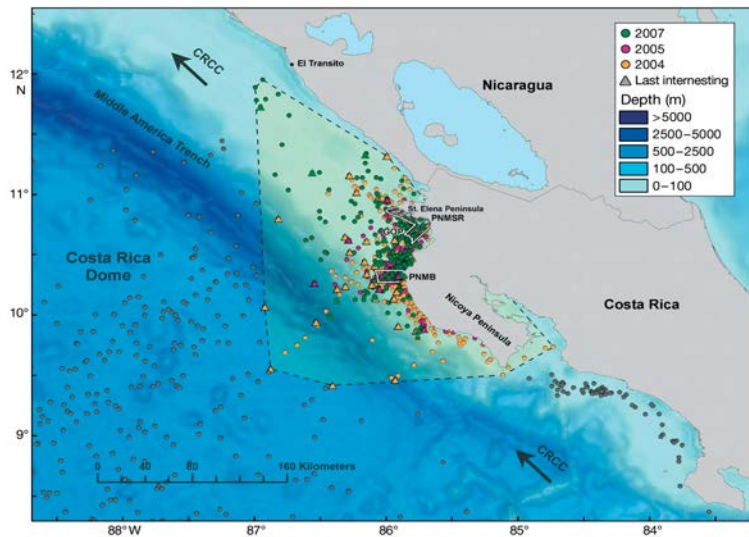 12°
N
11°
10°
9°
88°W
87°
86°
85°
84°
CRCC
El Transito
Nicaragua
Middle America Trench
St. Elena Peninsula
PNMSR
PNMB
Costa Rica
Dome
Nicoya Peninsula
Costa Rica
CRCC
0 40 80 160 Kilometers
2007
2005
2004
Last internesting
Depth (m)
>5000
2500–5000
500–2500
100–500
0–100